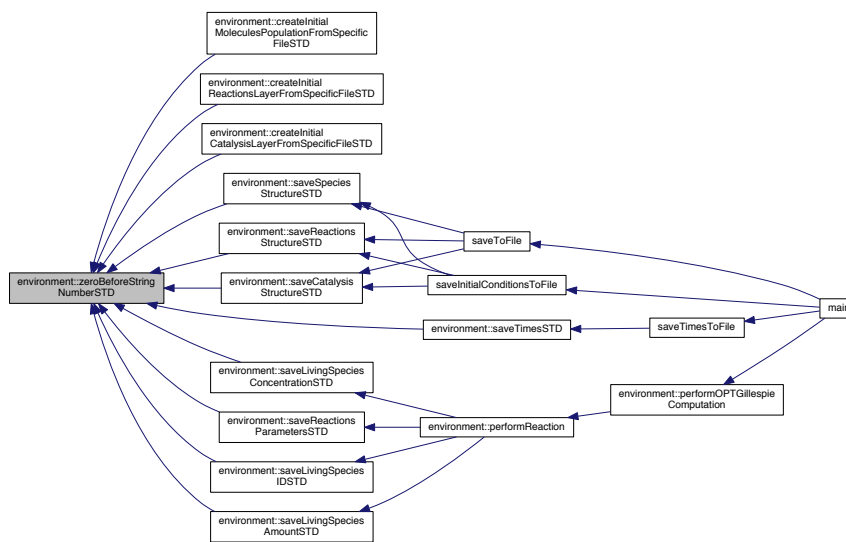 environment::createInitial
MoleculesPopulationFromSpecific
FileSTD
environment::createInitial
ReactionsLayerFromSpecificFileSTD
environment::createInitial
CatalysisLayerFromSpecificFileSTD
environment::saveSpecies
StructureSTD
environment::saveReactions
StructureSTD
saveToFile
environment::zeroBeforeString
NumberSTD
environment::saveCatalysis
StructureSTD
saveInitialConditionsToFile
main
environment::saveTimesSTD
saveTimesToFile
environment::saveLivingSpecies
ConcentrationSTD
environment::performOPTGillespie
Computation
environment::saveReactions
ParametersSTD
environment::performReaction
environment::saveLivingSpecies
IDSTD
environment::saveLivingSpecies
AmountSTD